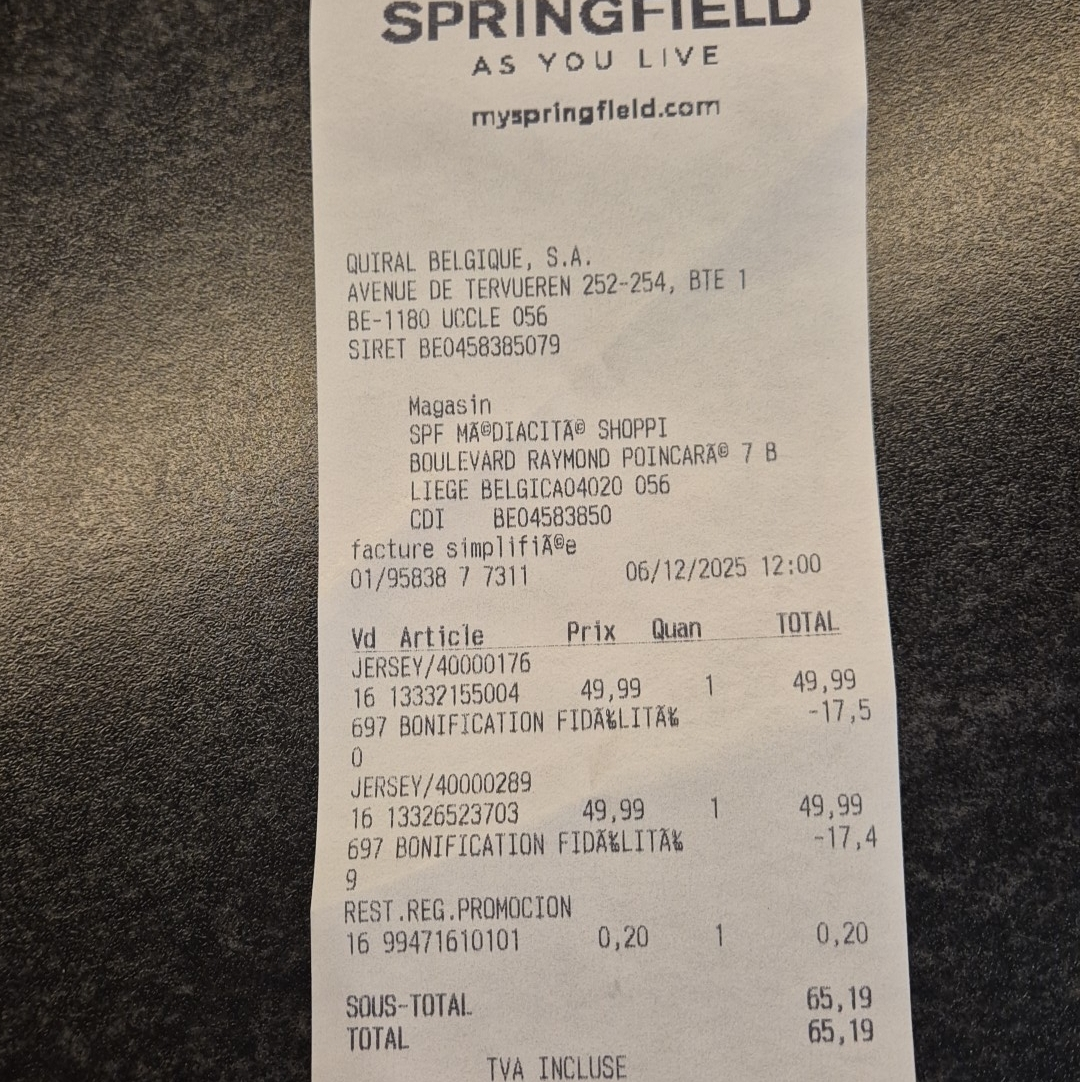 SPRINGFIELD
AS YOU LIVE
myspringfield.com
QUIRAL BELGIQUE, S.A.
AVENUE DE TERVUEREN 252-254, BTE 1
BE-1180 UCCLE 056
SIRET BE0458385079
Magasin
SPF MÃ©DIACITÃ© SHOPPI
BOULEVARD RAYMOND POINCARÃ© 7 B
LIEGE BELGICA04020 056
CDI BE04583850
facture simplifiÃ©e
01/95838 7 7311 06/12/2025 12:00
Vd Article Prix Quan TOTAL
JERSEY/40000176
16 13332155004 49,99 1 49,99
697 BONIFICATION FIDÃ‰LITÃ‰ -17,5
0
JERSEY/40000289
16 13326523703 49,99 1 49,99
697 BONIFICATION FIDÃ‰LITÃ‰ -17,4
9
REST.REG.PROMOCION
16 99471610101 0,20 1 0,20
SOUS-TOTAL 65,19
TOTAL 65,19
TVA INCLUSE